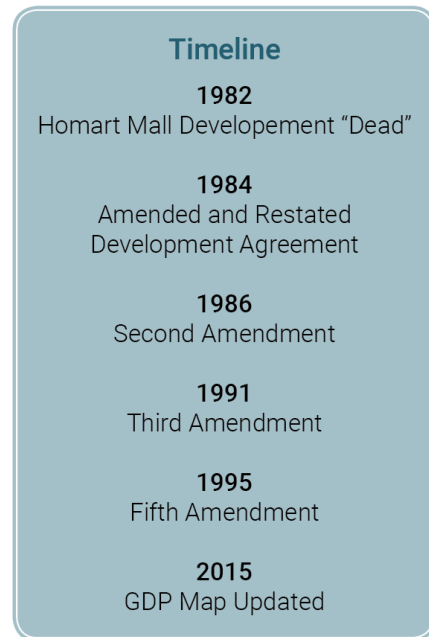 Timeline
1982
Homart Mall Developement “Dead”
1984
Amended and Restated
Development Agreement
1986
Second Amendment
1991
Third Amendment
1995
Fifth Amendment
2015
GDP Map Updated